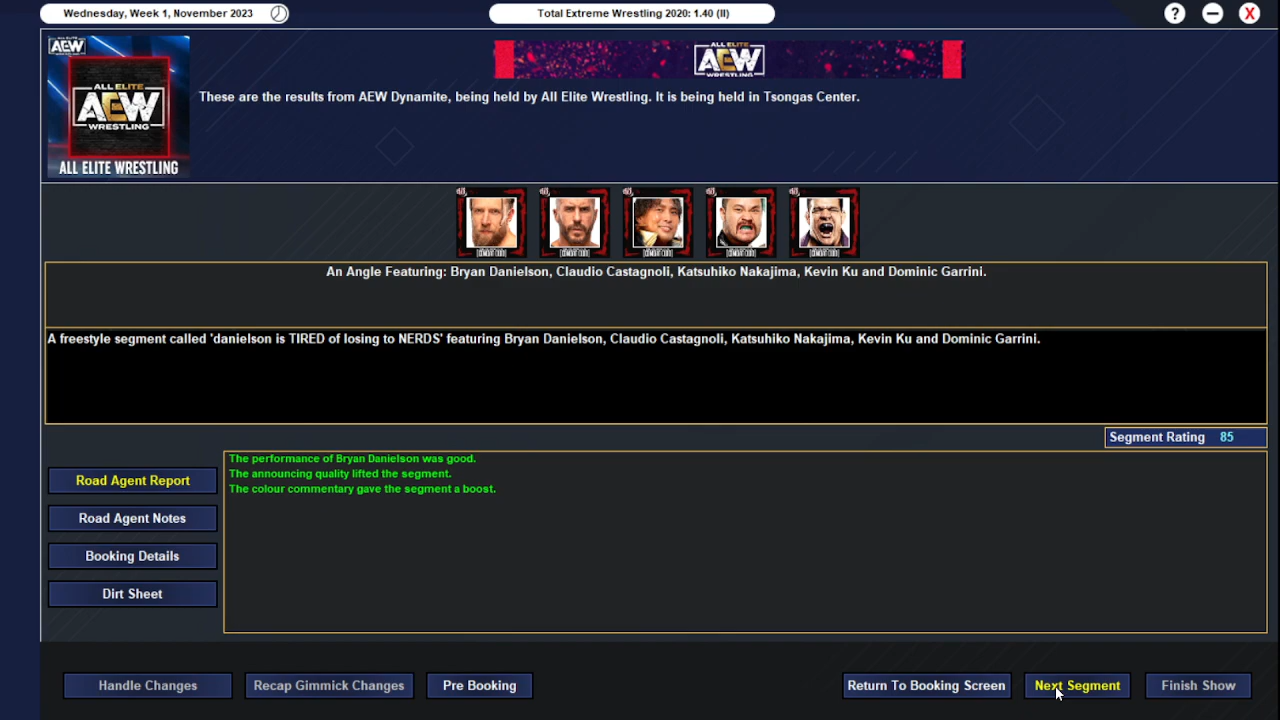 Wednesday, Week 1, November 2023
Total Extreme Wrestling 2020: 1.40 (II)
?
X
AEW
ALL ELITE
AEW
WRESTLING
ALL ELITE WRESTLING
ALL ELITE
AEW
WRESTLING
These are the results from AEW Dynamite, being held by All Elite Wrestling. It is being held in Tsongas Center.
An Angle Featuring: Bryan Danielson, Claudio Castagnoli, Katsuhiko Nakajima, Kevin Ku and Dominic Garrini.
A freestyle segment called 'danielson is TIRED of losing to NERDS' featuring Bryan Danielson, Claudio Castagnoli, Katsuhiko Nakajima, Kevin Ku and Dominic Garrini.
Segment Rating 85
Road Agent Report
Road Agent Notes
Booking Details
Dirt Sheet
The performance of Bryan Danielson was good.
The announcing quality lifted the segment.
The colour commentary gave the segment a boost.
Handle Changes
Recap Gimmick Changes
Pre Booking
Return To Booking Screen
Next Segment
Finish Show